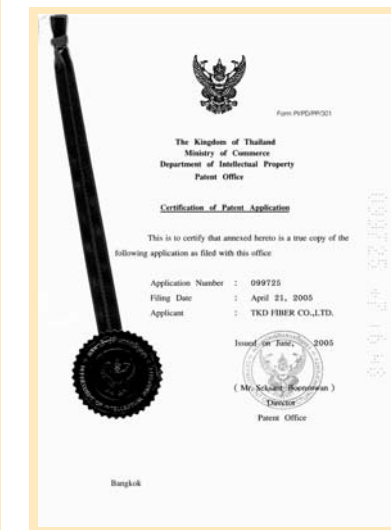 Form PI/PD/PP/301
The Kingdom of Thailand
Ministry of Commerce
Department of Intellectual Property
Patent Office
Certification of Patent Application
This is to certify that annexed hereto is a true copy of the
following application as filed with this office
Application Number : 099725
Filing Date : April 21, 2005
Applicant : TKD FIBER CO.,LTD.
Issued on June, 2005
( Mr. Boonsuwan )
Director
Patent Office
Bangkok